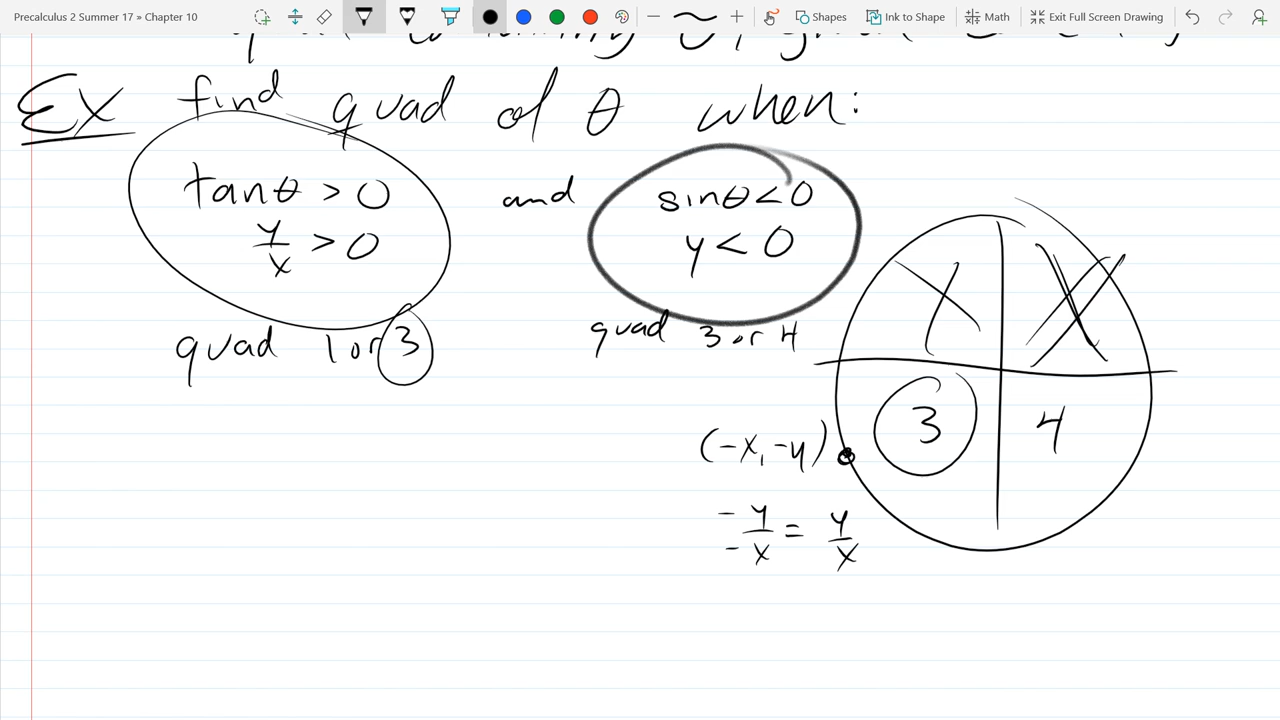 Precalculus 2 Summer 17 » Chapter 10
Shapes Ink to Shape Math Exit Full Screen Drawing
Ex find quad of θ when:
tanθ > 0 and sinθ < 0
y/x > 0 y < 0
quad 1 or 3 quad 3 or 4
3 4
(-x, -y)
-y/-x = y/x